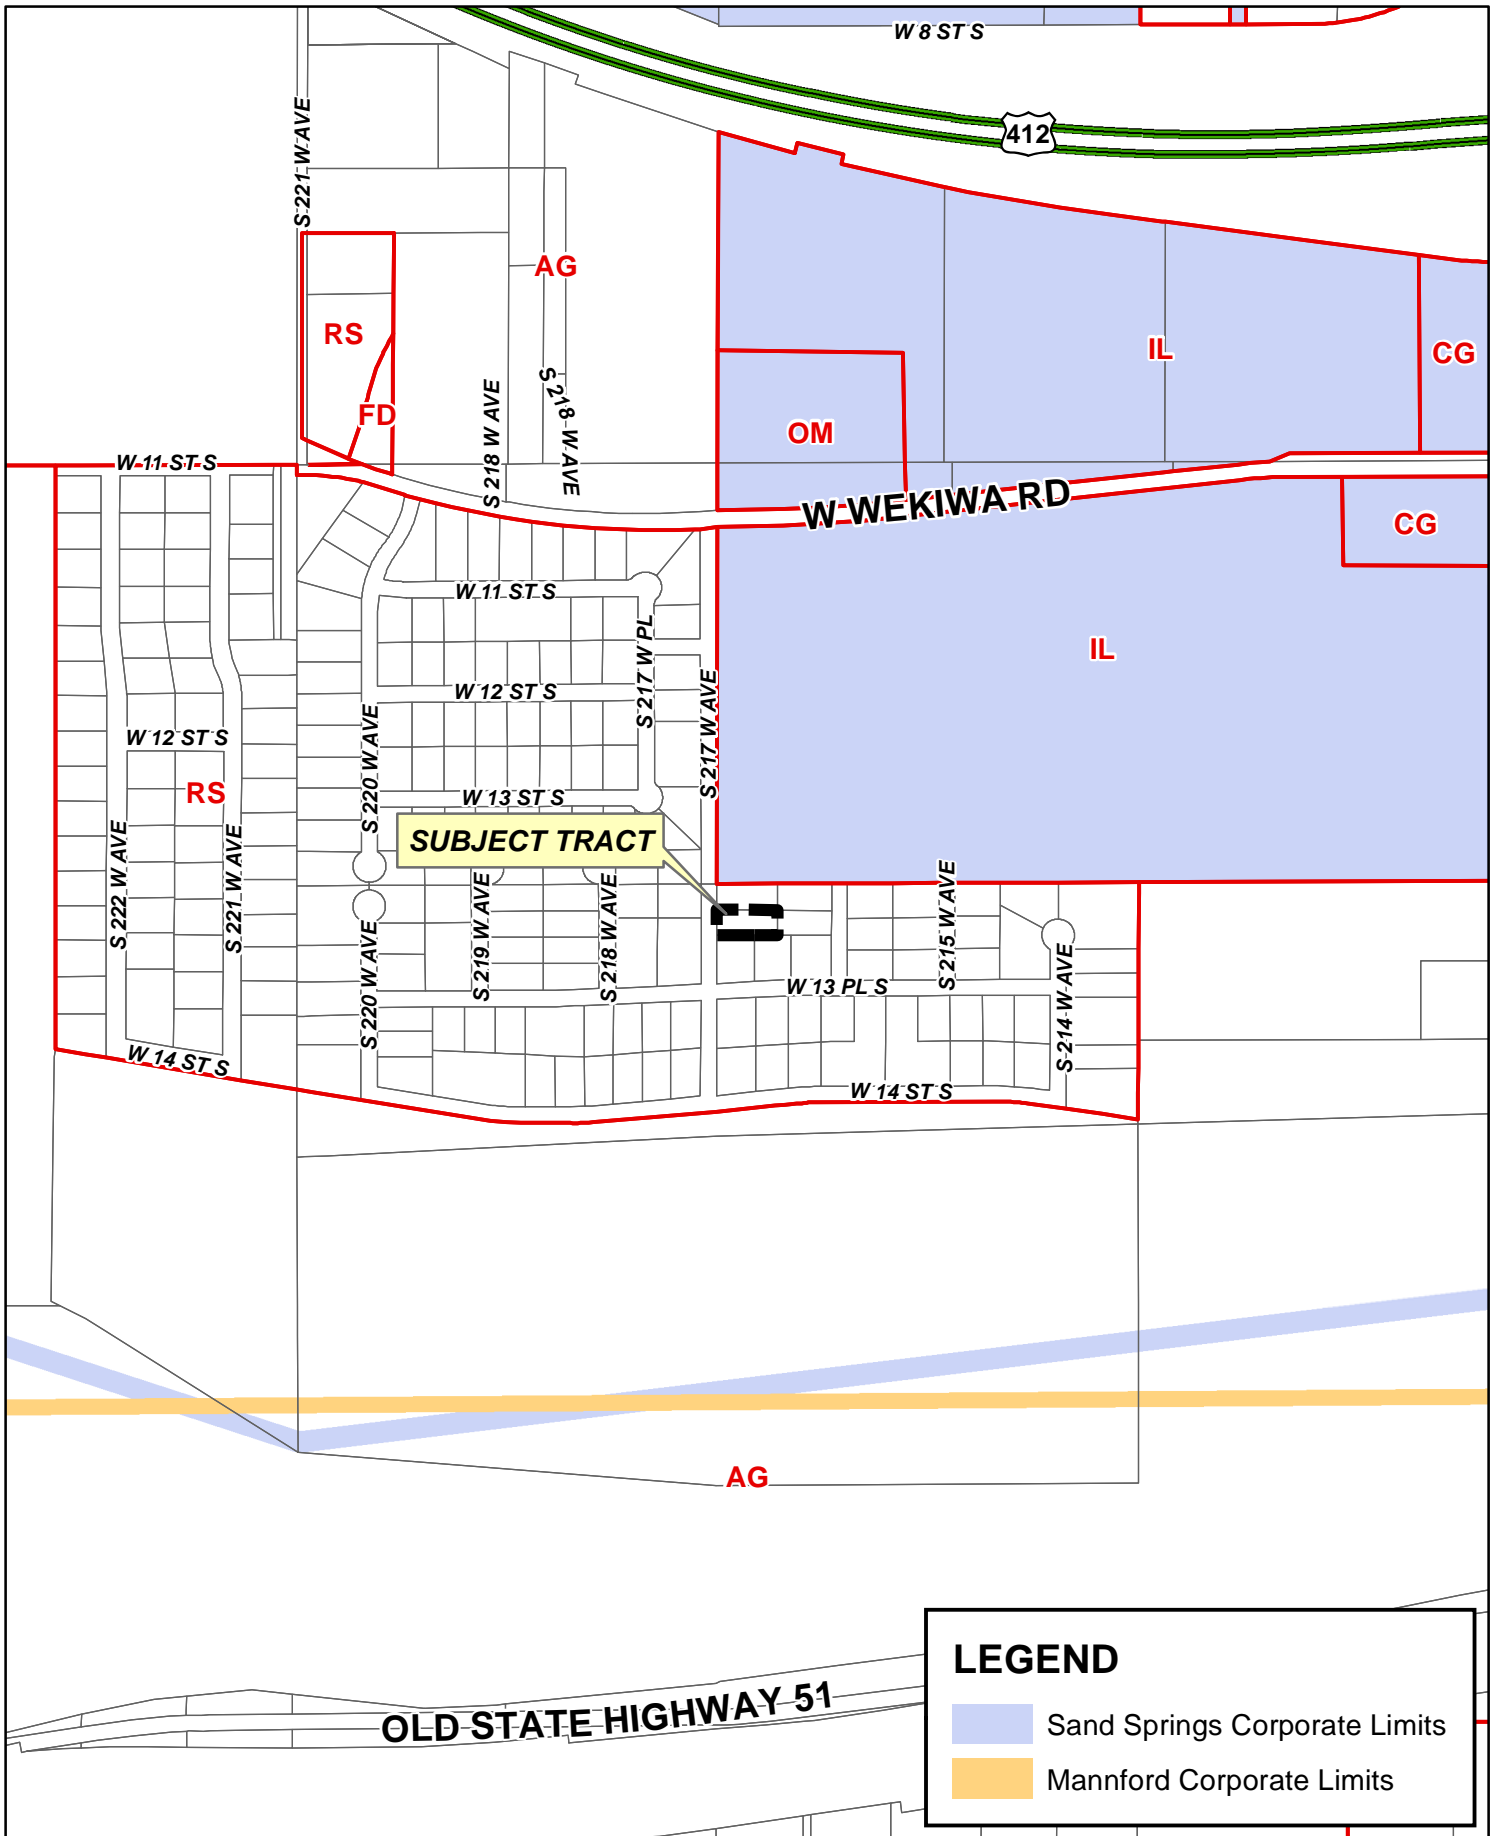 W 8 ST S
412
S 221 W AVE
AG
RS
IL
CG
FD
S 218 W AVE
S 218 W AVE
OM
W 11 ST S
W WEKIWA RD
CG
W 11 ST S
S 217 W PL
IL
W 12 ST S
S 217 W AVE
W 12 ST S
S 220 W AVE
RS
W 13 ST S
SUBJECT TRACT
S 222 W AVE
S 221 W AVE
S 219 W AVE
S 218 W AVE
S 215 W AVE
S 220 W AVE
W 13 PL S
S 214 W AVE
W 14 ST S
W 14 ST S
AG
OLD STATE HIGHWAY 51
LEGEND
Sand Springs Corporate Limits
Mannford Corporate Limits